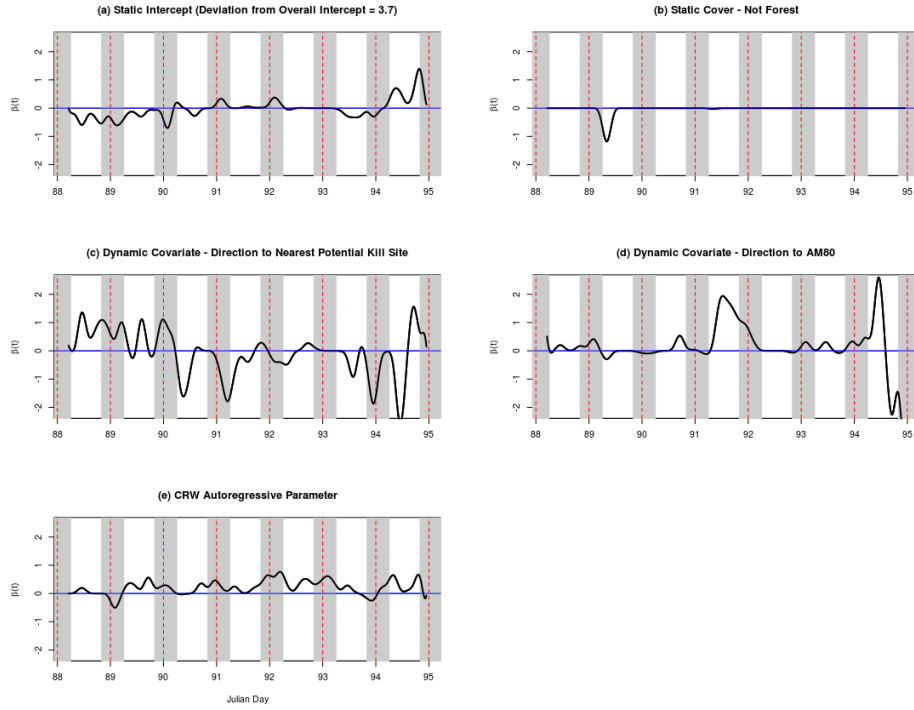 (a) Static Intercept (Deviation from Overall Intercept = 3.7)
β(t)
2
1
0
-1
-2
88 89 90 91 92 93 94 95
(b) Static Cover - Not Forest
β(t)
2
1
0
-1
-2
88 89 90 91 92 93 94 95
(c) Dynamic Covariate - Direction to Nearest Potential Kill Site
β(t)
2
1
0
-1
-2
88 89 90 91 92 93 94 95
(d) Dynamic Covariate - Direction to AM80
β(t)
2
1
0
-1
-2
88 89 90 91 92 93 94 95
(e) CRW Autoregressive Parameter
β(t)
2
1
0
-1
-2
88 89 90 91 92 93 94 95
Julian Day